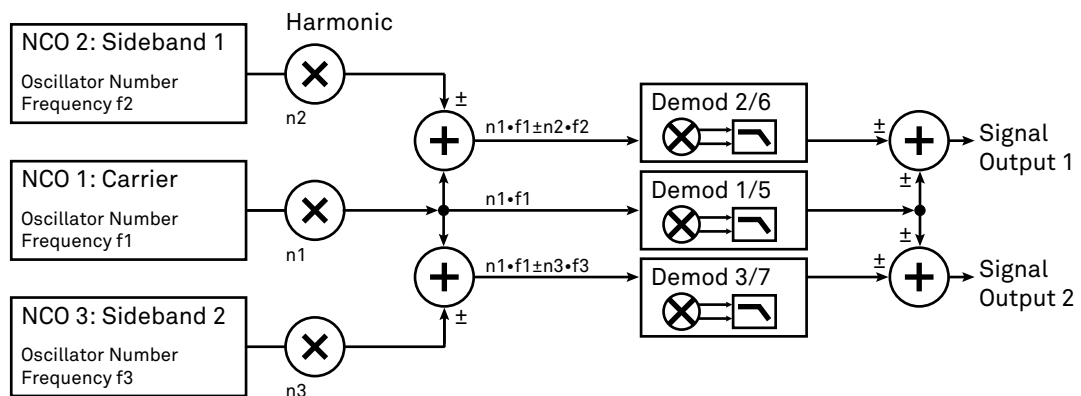 Harmonic
NCO 2: Sideband 1
Oscillator Number
Frequency f2
n2
±
n1•f1±n2•f2
Demod 2/6
±
Signal
Output 1
±
NCO 1: Carrier
Oscillator Number
Frequency f1
n1
n1•f1
Demod 1/5
±
NCO 3: Sideband 2
Oscillator Number
Frequency f3
n3
±
n1•f1±n3•f3
Demod 3/7
±
Signal
Output 2